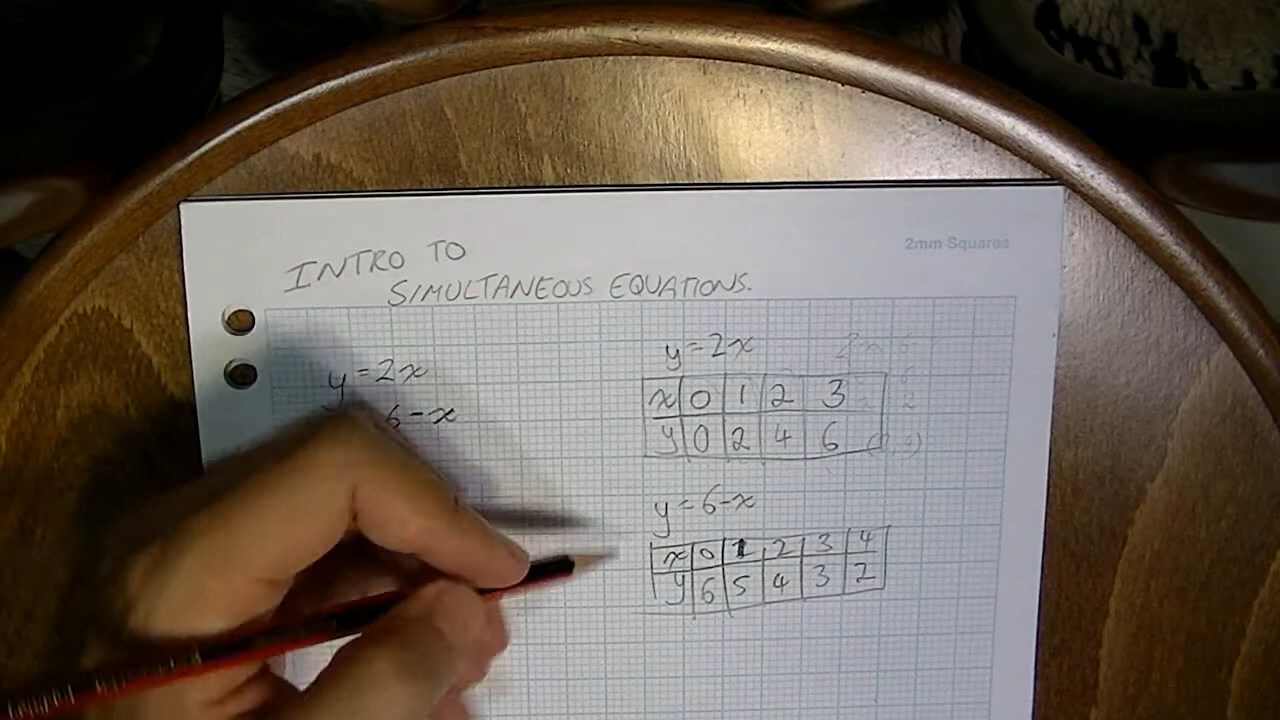 INTRO TO
SIMULTANEOUS EQUATIONS.
2mm Squares
y = 2x
6 - x
y = 2x
x 0 1 2 3
y 0 2 4 6
y = 6 - x
x 0 1 2 3 4
y 6 5 4 3 2